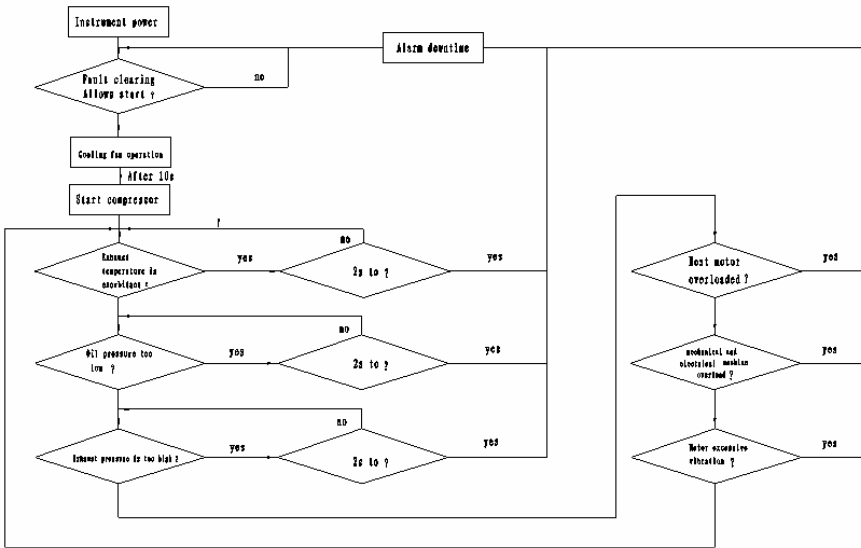 Instrument power
Alarm downtime
Fault clearing
Allows start ?
no
Cooling fan operation
After 10s
Start compressor
no
Exhaust
temperature is
exorbitant ?
yes
2s to ?
yes
Host motor
overloaded ?
yes
no
Oil pressure too
low ?
yes
2s to ?
yes
mechanical and
electrical machine
overload ?
yes
no
Exhaust pressure is too high ?
yes
2s to ?
yes
Motor excessive
vibration ?
yes